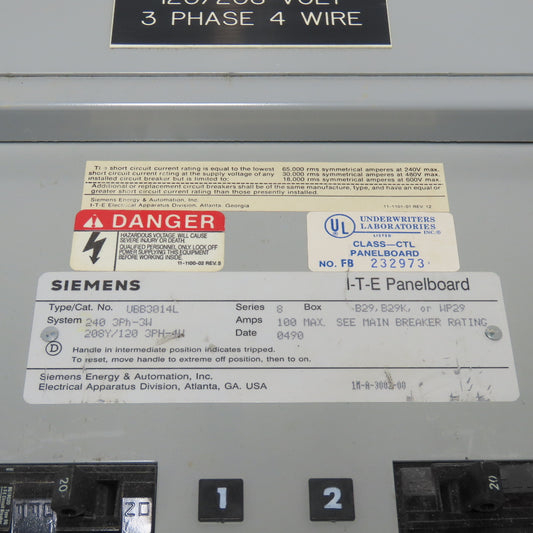 120/208 VOLT
3 PHASE 4 WIRE
The short circuit current rating is equal to the lowest
short circuit current rating at the supply voltage of any
installed circuit breaker but is limited to:
65,000 rms symmetrical amperes at 240V max.
30,000 rms symmetrical amperes at 480V max.
18,000 rms symmetrical amperes at 600V max.
Additional or replacement circuit breakers shall be of the same manufacture, type, and have an equal or
greater short circuit current rating than those presently installed.
Siemens Energy & Automation, Inc.
I-T-E Electrical Apparatus Division, Atlanta, Georgia
11-1101-01 REV. 12
DANGER
HAZARDOUS VOLTAGE WILL CAUSE
SEVERE INJURY OR DEATH.
QUALIFIED PERSONNEL ONLY. LOCK OFF
POWER SUPPLYING THIS EQUIPMENT
BEFORE WORKING INSIDE.
11-1100-02 REV. 5
UL
UNDERWRITERS
LABORATORIES
INC.®
LISTED
CLASS-CTL
PANELBOARD
NO. FB 232973
SIEMENS
I-T-E Panelboard
Type/Cat. No. UBB3014L Series 8 Box B29,B29K, or WP29
System 240 3Ph-3W Amps 100 MAX. SEE MAIN BREAKER RATING
208Y/120 3PH-4W Date 0490
D Handle in intermediate position indicates tripped.
To reset, move handle to extreme off position, then to on.
Siemens Energy & Automation, Inc.
Electrical Apparatus Division, Atlanta, GA. USA
1M-A-3082-00
20
1
2
20